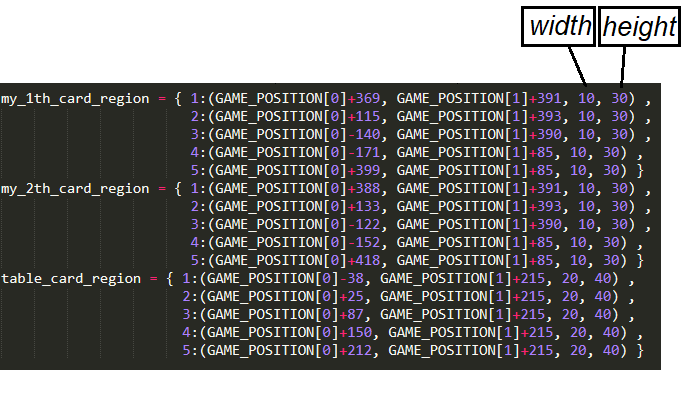 width height
my_1th_card_region = { 1:(GAME_POSITION[0]+369, GAME_POSITION[1]+391, 10, 30) ,
2:(GAME_POSITION[0]+115, GAME_POSITION[1]+393, 10, 30) ,
3:(GAME_POSITION[0]-140, GAME_POSITION[1]+390, 10, 30) ,
4:(GAME_POSITION[0]-171, GAME_POSITION[1]+85, 10, 30) ,
5:(GAME_POSITION[0]+399, GAME_POSITION[1]+85, 10, 30) }
my_2th_card_region = { 1:(GAME_POSITION[0]+388, GAME_POSITION[1]+391, 10, 30) ,
2:(GAME_POSITION[0]+133, GAME_POSITION[1]+393, 10, 30) ,
3:(GAME_POSITION[0]-122, GAME_POSITION[1]+390, 10, 30) ,
4:(GAME_POSITION[0]-152, GAME_POSITION[1]+85, 10, 30) ,
5:(GAME_POSITION[0]+418, GAME_POSITION[1]+85, 10, 30) }
table_card_region = { 1:(GAME_POSITION[0]-38, GAME_POSITION[1]+215, 20, 40) ,
2:(GAME_POSITION[0]+25, GAME_POSITION[1]+215, 20, 40) ,
3:(GAME_POSITION[0]+87, GAME_POSITION[1]+215, 20, 40) ,
4:(GAME_POSITION[0]+150, GAME_POSITION[1]+215, 20, 40) ,
5:(GAME_POSITION[0]+212, GAME_POSITION[1]+215, 20, 40) }